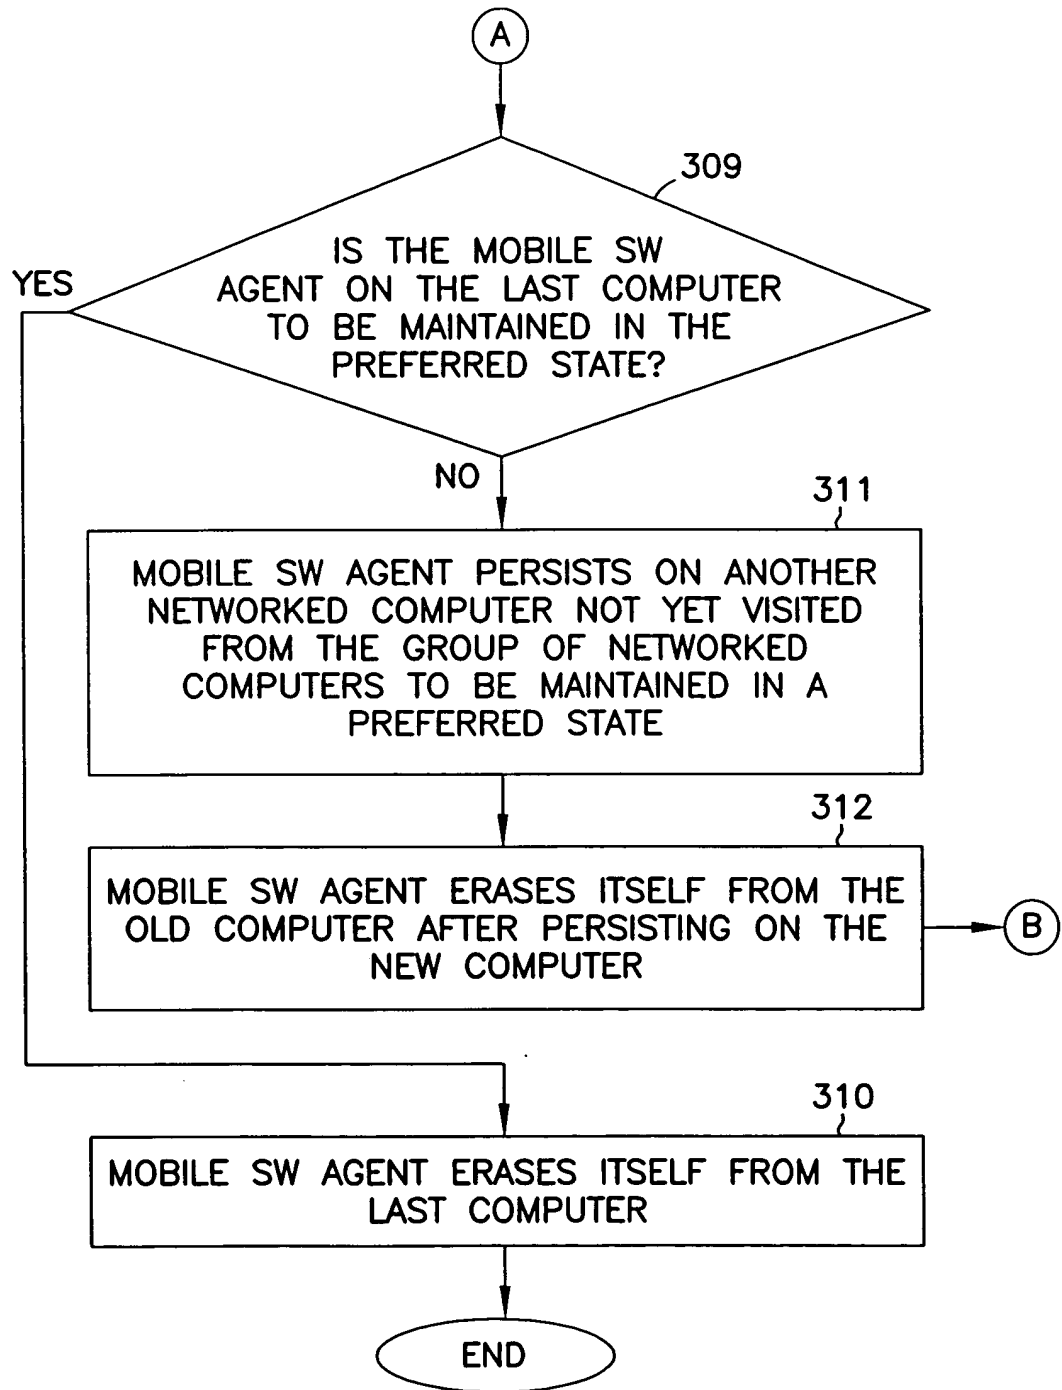 A
309
IS THE MOBILE SW
AGENT ON THE LAST COMPUTER
TO BE MAINTAINED IN THE
PREFERRED STATE?
YES
NO
311
MOBILE SW AGENT PERSISTS ON ANOTHER
NETWORKED COMPUTER NOT YET VISITED
FROM THE GROUP OF NETWORKED
COMPUTERS TO BE MAINTAINED IN A
PREFERRED STATE
312
MOBILE SW AGENT ERASES ITSELF FROM THE
OLD COMPUTER AFTER PERSISTING ON THE
NEW COMPUTER
B
310
MOBILE SW AGENT ERASES ITSELF FROM THE
LAST COMPUTER
END